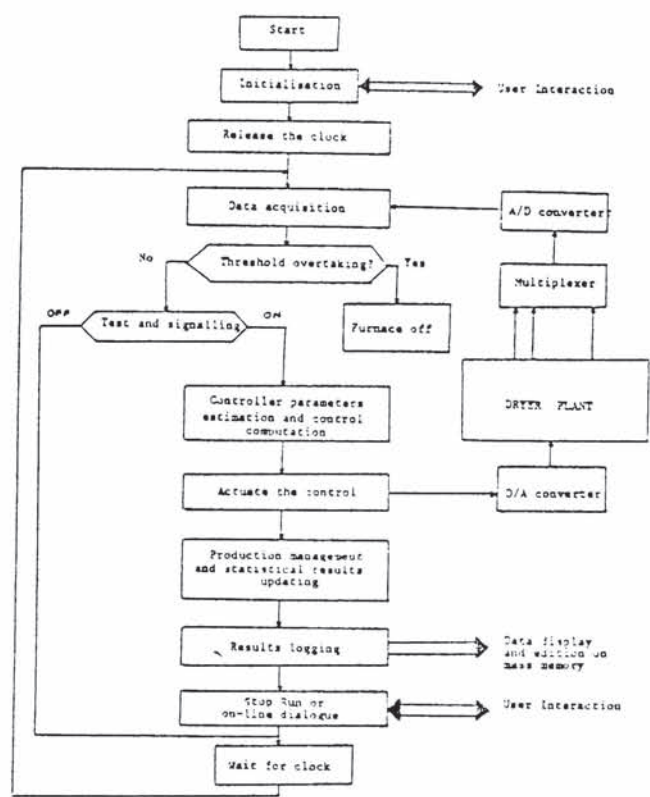 Start
Initialisation
User Interaction
Release the clock
Data acquisition
A/D converter
No
Threshold overtaking?
Yes
Multiplexer
OFF
Test and signalling
ON
Furnace off
Controller parameters
estimation and control
computation
DRYER PLANT
Actuate the control
D/A converter
Production management
and statistical results
updating
Results logging
Data display
and edition on
mass memory
Stop Run or
on-line dialogue
User Interaction
Wait for clock